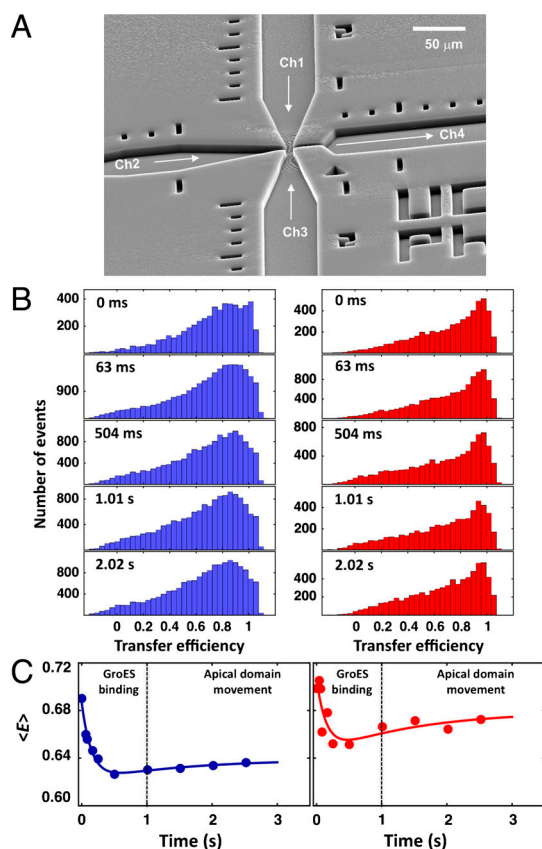 A
50 μm
Ch1
Ch2
Ch4
Ch3
B
Number of events
400
200
0 ms
900
63 ms
800
400
504 ms
800
400
1.01 s
800
400
2.02 s
0 0.2 0.4 0.6 0.8 1
Transfer efficiency
400
200
0 ms
800
400
63 ms
800
400
504 ms
400
200
1.01 s
400
200
2.02 s
0 0.2 0.4 0.6 0.8 1
Transfer efficiency
C
<E>
0.72
0.68
0.64
0.60
GroES
binding
Apical domain
movement
0 1 2 3
Time (s)
GroES
binding
Apical domain
movement
0 1 2 3
Time (s)